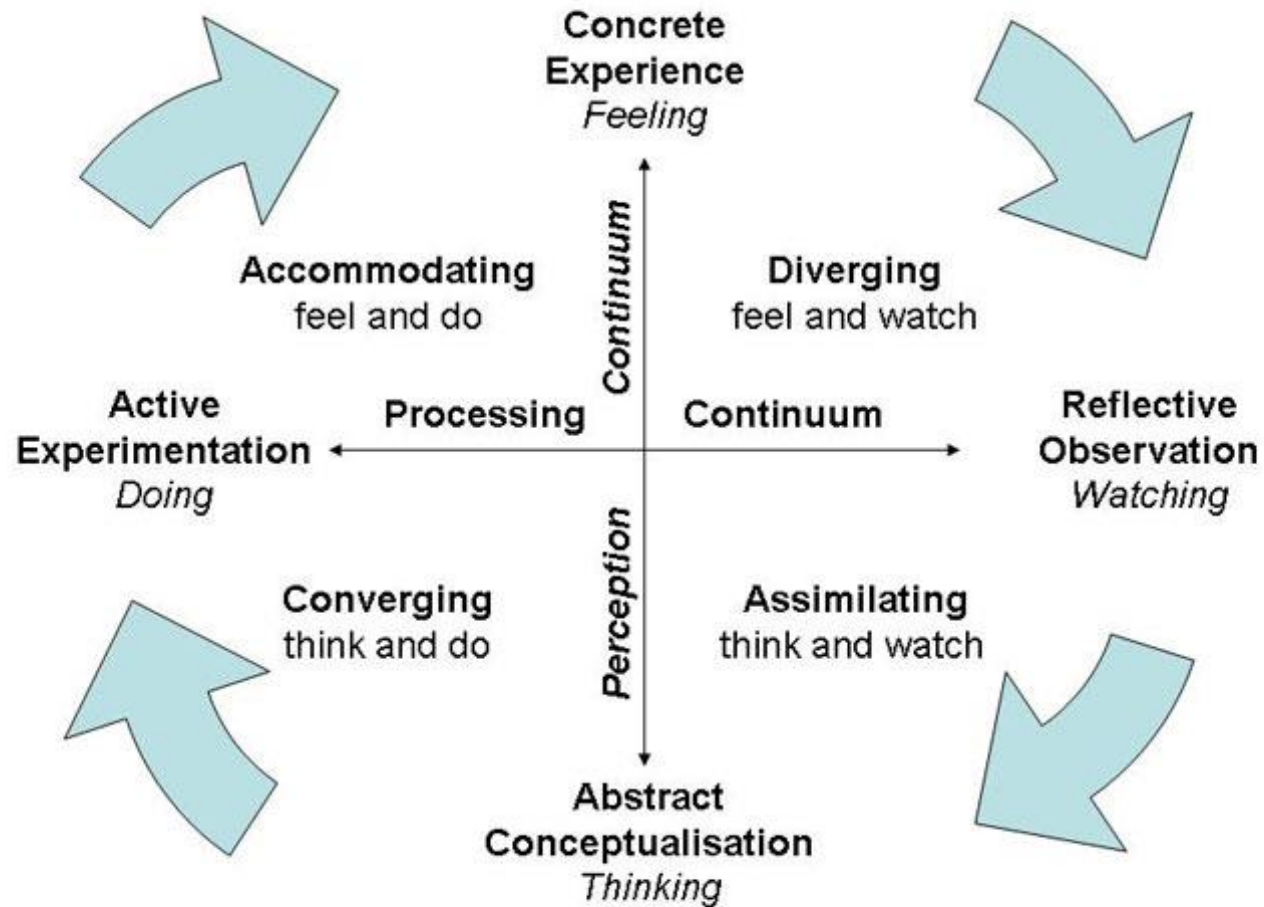 Concrete
Experience
Feeling
Accommodating
feel and do
Continuum
Diverging
feel and watch
Active
Experimentation
Doing
Processing
Continuum
Reflective
Observation
Watching
Converging
think and do
Perception
Assimilating
think and watch
Abstract
Conceptualisation
Thinking